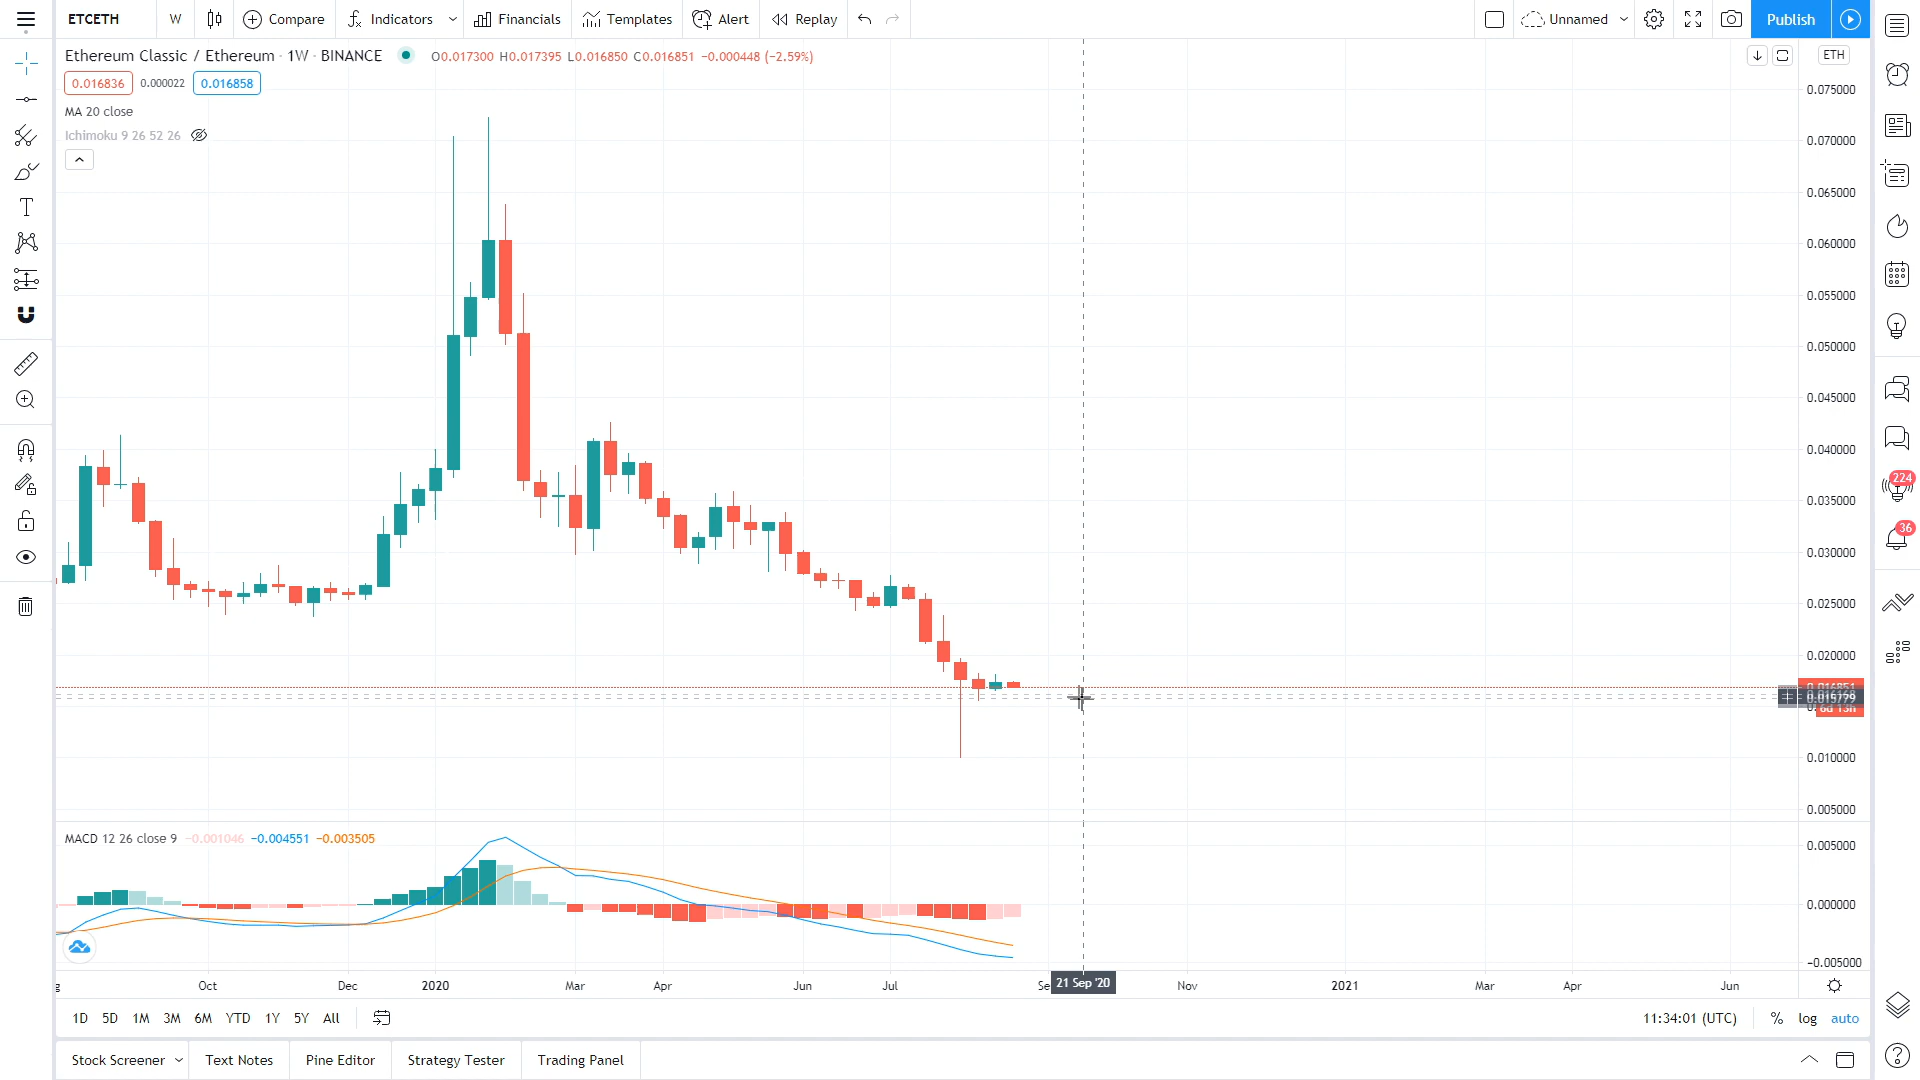 ETCETH W Compare Indicators Financials Templates Alert Replay Unnamed Publish
Ethereum Classic / Ethereum · 1W · BINANCE O0.017300 H0.017395 L0.016850 C0.016851 −0.000448 (−2.59%) ETH
0.016836 0.000022 0.016858
MA 20 close
Ichimoku 9 26 52 26
0.075000
0.070000
0.065000
0.060000
0.055000
0.050000
0.045000
0.040000
0.035000
0.030000
0.025000
0.020000
0.016851
0.015779
6d 13h
0.010000
0.005000
224
36
MACD 12 26 close 9 −0.001046 −0.004551 −0.003505
0.005000
0.000000
−0.005000
Oct Dec 2020 Mar Apr Jun Jul 21 Sep '20 Nov 2021 Mar Apr Jun
1D 5D 1M 3M 6M YTD 1Y 5Y All 11:34:01 (UTC) % log auto
Stock Screener Text Notes Pine Editor Strategy Tester Trading Panel